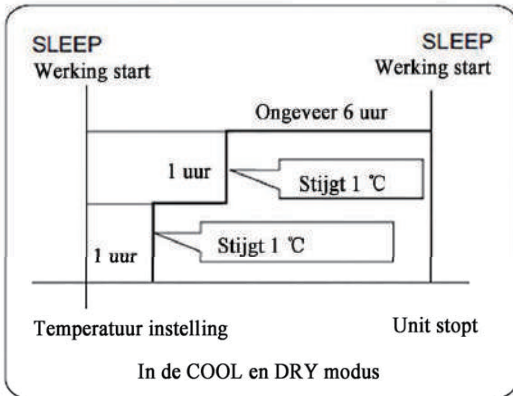 SLEEP
SLEEP
Werking start
Werking start
Ongeveer 6 uur
1 uur
Stijgt 1 ℃
1 uur
Stijgt 1 ℃
Temperatuur instelling
Unit stopt
In de COOL en DRY modus